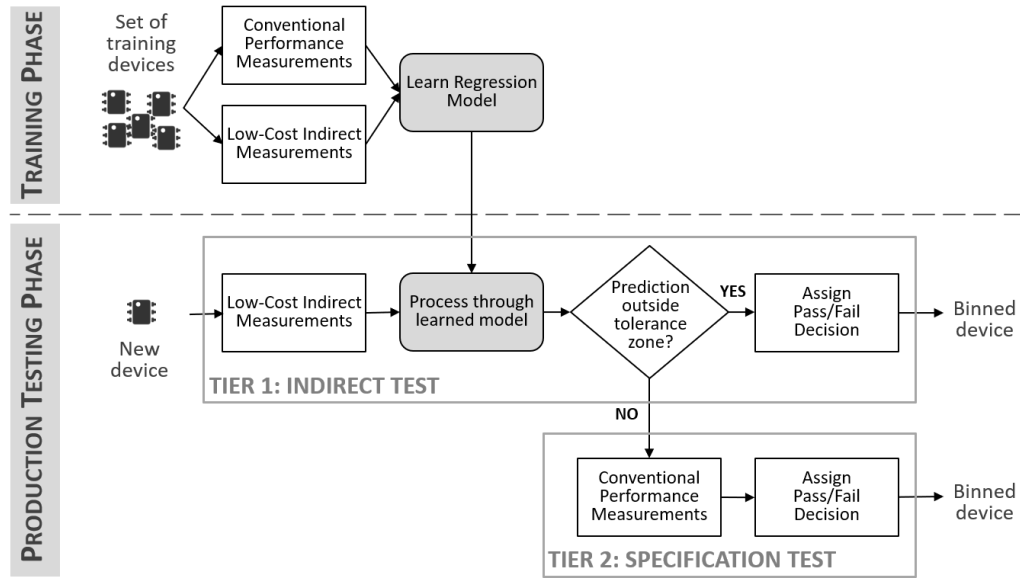 TRAINING PHASE
Set of
training
devices
Conventional
Performance
Measurements
Low-Cost Indirect
Measurements
Learn Regression
Model
PRODUCTION TESTING PHASE
New
device
Low-Cost Indirect
Measurements
Process through
learned model
Prediction
outside
tolerance
zone?
YES
Assign
Pass/Fail
Decision
Binned
device
TIER 1: INDIRECT TEST
NO
Conventional
Performance
Measurements
Assign
Pass/Fail
Decision
Binned
device
TIER 2: SPECIFICATION TEST